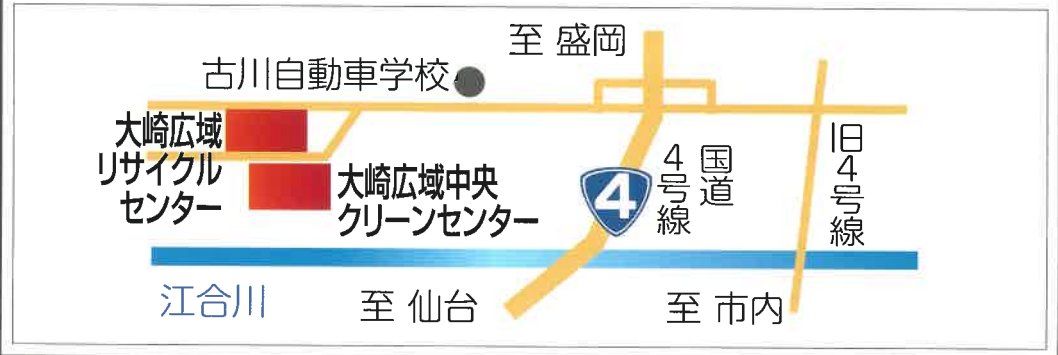 至 盛岡
古川自動車学校
大崎広域
リサイクル
センター
大崎広域中央
クリーンセンター
4
国道
4号線
旧4号線
江合川
至 仙台
至 市内